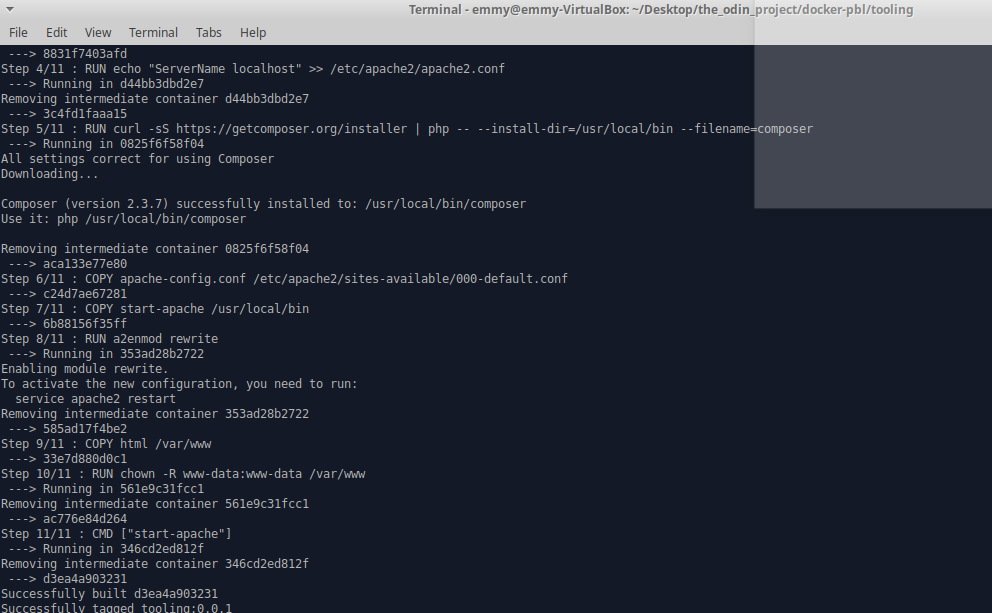 Terminal - emmy@emmy-VirtualBox: ~/Desktop/the_odin_project/docker-pbl/tooling
File Edit View Terminal Tabs Help
---> 8831f7403afd
Step 4/11 : RUN echo "ServerName localhost" >> /etc/apache2/apache2.conf
---> Running in d44bb3dbd2e7
Removing intermediate container d44bb3dbd2e7
---> 3c4fd1faaa15
Step 5/11 : RUN curl -sS https://getcomposer.org/installer | php -- --install-dir=/usr/local/bin --filename=composer
---> Running in 0825f6f58f04
All settings correct for using Composer
Downloading...
Composer (version 2.3.7) successfully installed to: /usr/local/bin/composer
Use it: php /usr/local/bin/composer
Removing intermediate container 0825f6f58f04
---> aca133e77e80
Step 6/11 : COPY apache-config.conf /etc/apache2/sites-available/000-default.conf
---> c24d7ae67281
Step 7/11 : COPY start-apache /usr/local/bin
---> 6b88156f35ff
Step 8/11 : RUN a2enmod rewrite
---> Running in 353ad28b2722
Enabling module rewrite.
To activate the new configuration, you need to run:
service apache2 restart
Removing intermediate container 353ad28b2722
---> 585ad17f4be2
Step 9/11 : COPY html /var/www
---> 33e7d880d0c1
Step 10/11 : RUN chown -R www-data:www-data /var/www
---> Running in 561e9c31fcc1
Removing intermediate container 561e9c31fcc1
---> ac776e84d264
Step 11/11 : CMD ["start-apache"]
---> Running in 346cd2ed812f
Removing intermediate container 346cd2ed812f
---> d3ea4a903231
Successfully built d3ea4a903231
Successfully tagged tooling:0.0.1